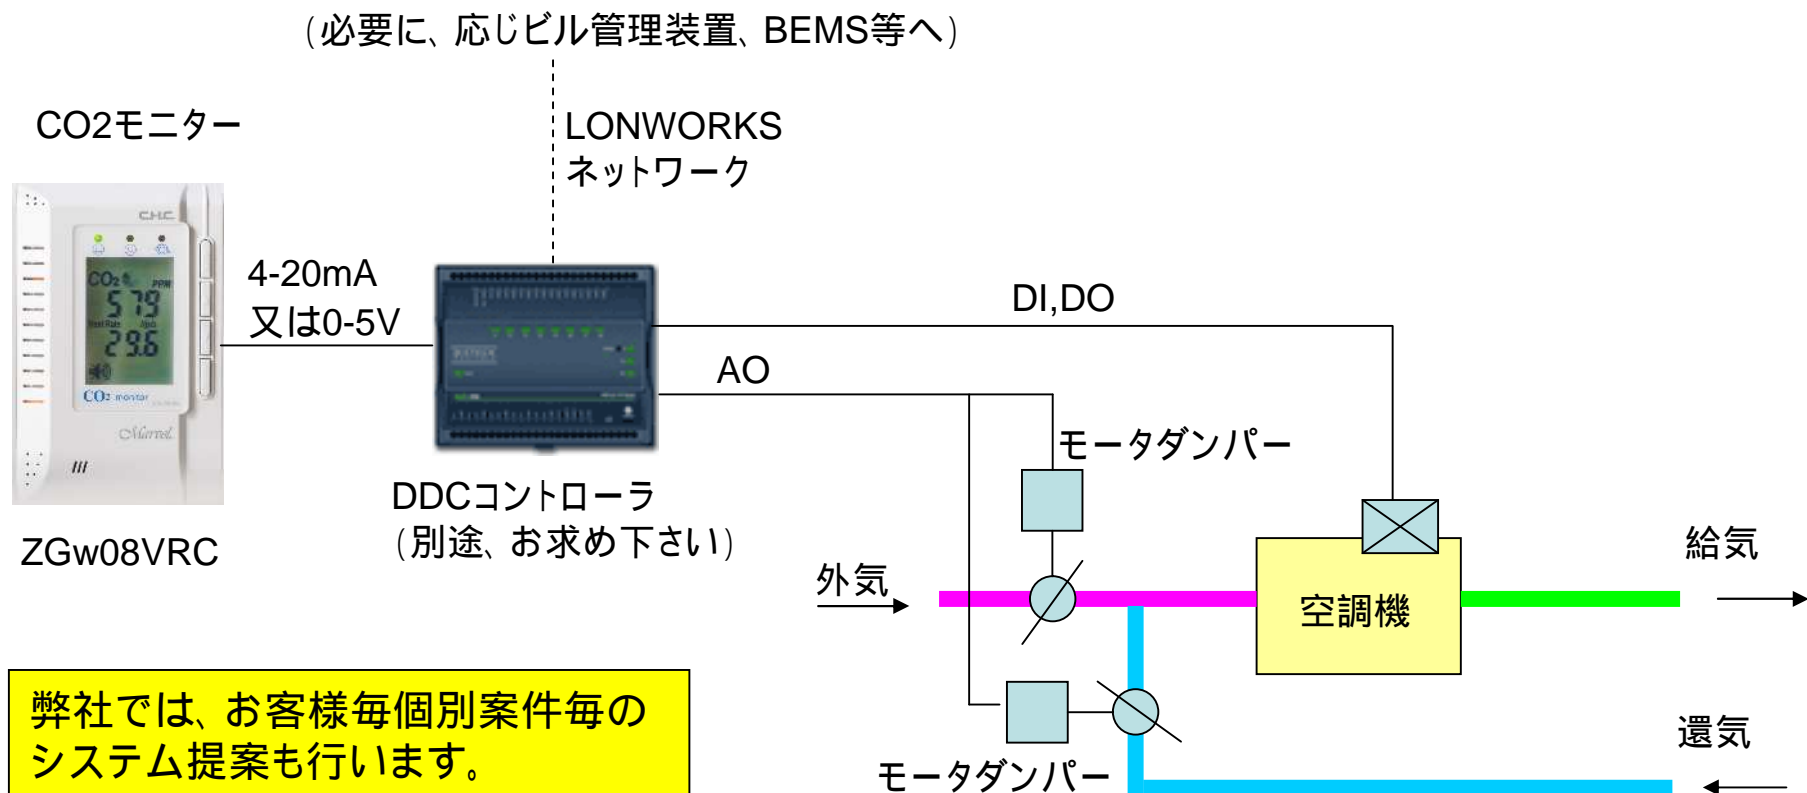 (必要に、応じビル管理装置、BEMS等へ)
CO2モニター
LONWORKS
ネットワーク
C.H.C.
CO2 PPM
579
29.6
CO2 monitor
Marvel
4-20mA
又は0-5V
DI,DO
AO
モータダンパー
DDCコントローラ
(別途、お求め下さい)
ZGw08VRC
外気
空調機
給気
弊社では、お客様毎個別案件毎の
システム提案も行います。
モータダンパー
還気